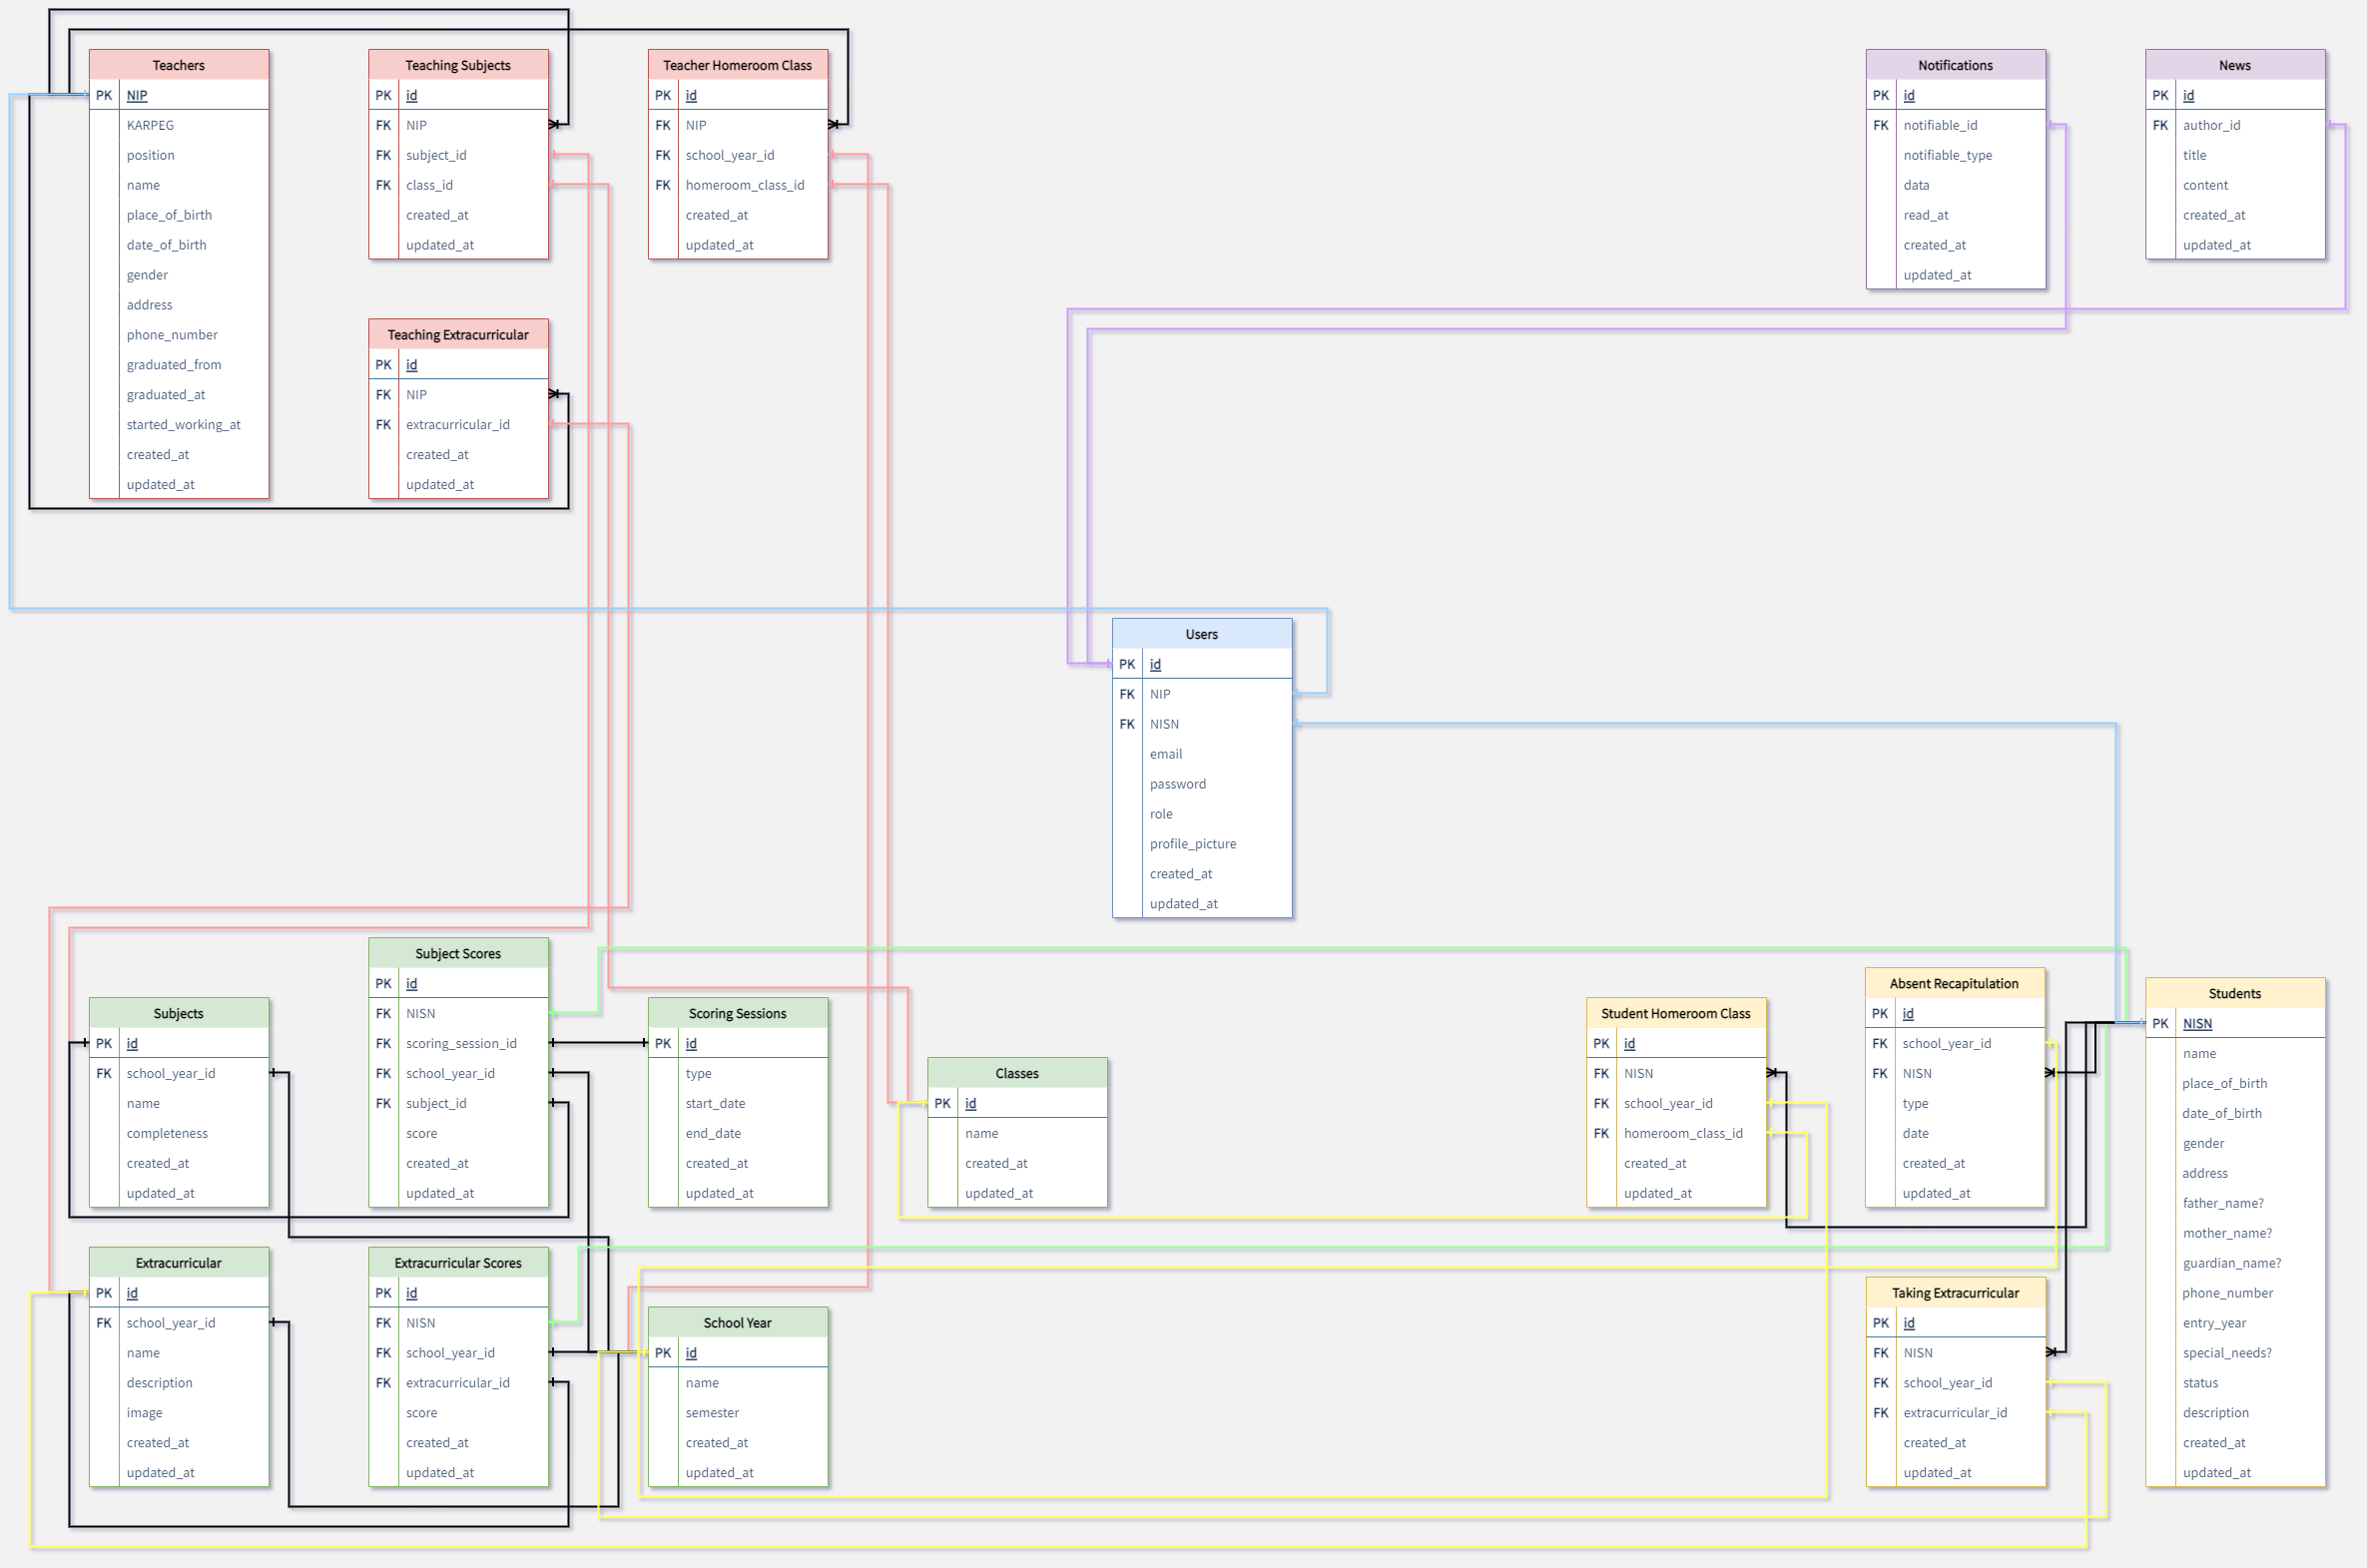 Teachers
PK NIP
KARPEG
position
name
place_of_birth
date_of_birth
gender
address
phone_number
graduated_from
graduated_at
started_working_at
created_at
updated_at
Teaching Subjects
PK id
FK NIP
FK subject_id
FK class_id
created_at
updated_at
Teacher Homeroom Class
PK id
FK NIP
FK school_year_id
FK homeroom_class_id
created_at
updated_at
Teaching Extracurricular
PK id
FK NIP
FK extracurricular_id
created_at
updated_at
Notifications
PK id
FK notifiable_id
notifiable_type
data
read_at
created_at
updated_at
News
PK id
FK author_id
title
content
created_at
updated_at
Users
PK id
FK NIP
FK NISN
email
password
role
profile_picture
created_at
updated_at
Subjects
PK id
FK school_year_id
name
completeness
created_at
updated_at
Subject Scores
PK id
FK NISN
FK scoring_session_id
FK school_year_id
FK subject_id
score
created_at
updated_at
Scoring Sessions
PK id
type
start_date
end_date
created_at
updated_at
Classes
PK id
name
created_at
updated_at
Student Homeroom Class
PK id
FK NISN
FK school_year_id
FK homeroom_class_id
created_at
updated_at
Absent Recapitulation
PK id
FK school_year_id
FK NISN
type
date
created_at
updated_at
Students
PK NISN
name
place_of_birth
date_of_birth
gender
address
father_name?
mother_name?
guardian_name?
phone_number
entry_year
special_needs?
status
description
created_at
updated_at
Extracurricular
PK id
FK school_year_id
name
description
image
created_at
updated_at
Extracurricular Scores
PK id
FK NISN
FK school_year_id
FK extracurricular_id
score
created_at
updated_at
School Year
PK id
name
semester
created_at
updated_at
Taking Extracurricular
PK id
FK NISN
FK school_year_id
FK extracurricular_id
created_at
updated_at